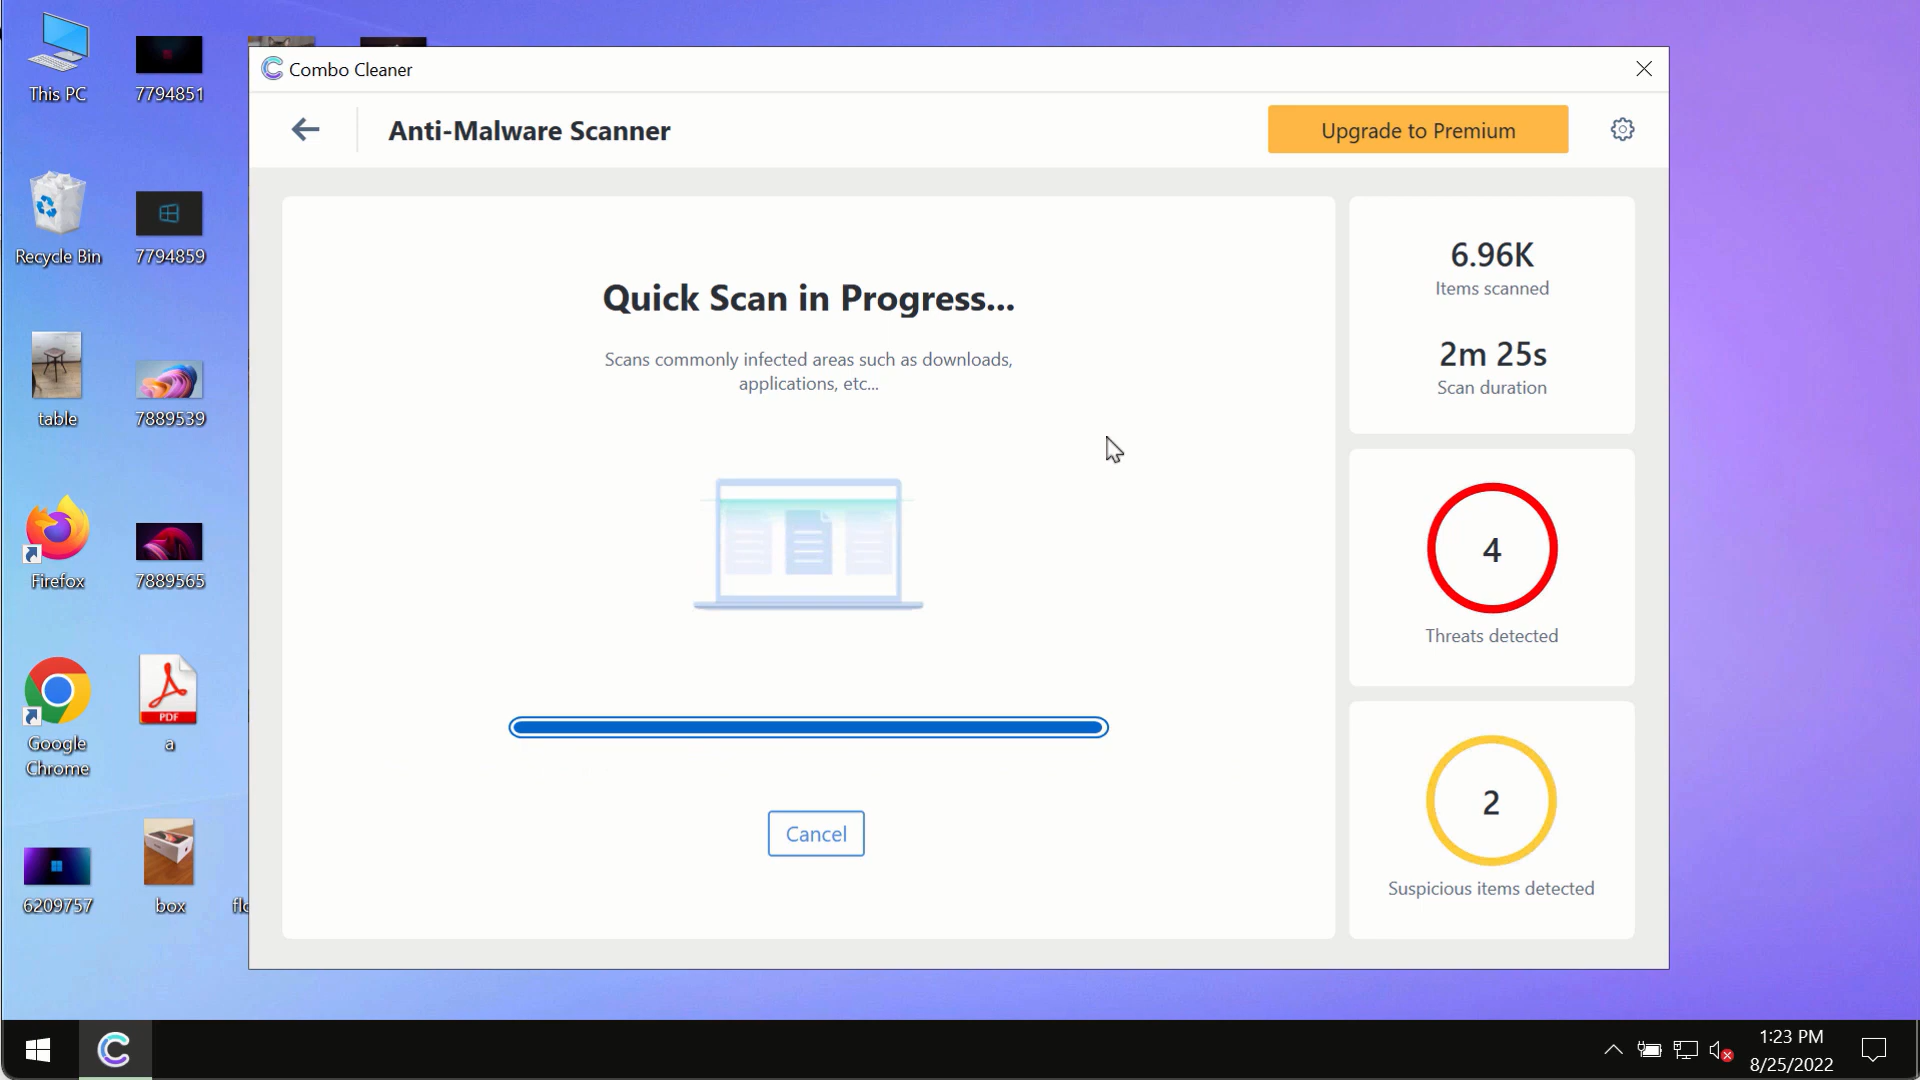 This PC
7794851
Recycle Bin
7794859
table
7889539
Firefox
7889565
Google
Chrome
PDF
a
6209757
box
Combo Cleaner
Anti-Malware Scanner
Upgrade to Premium
Quick Scan in Progress...
Scans commonly infected areas such as downloads,
applications, etc...
Cancel
6.96K
Items scanned
2m 25s
Scan duration
4
Threats detected
2
Suspicious items detected
1:23 PM
8/25/2022